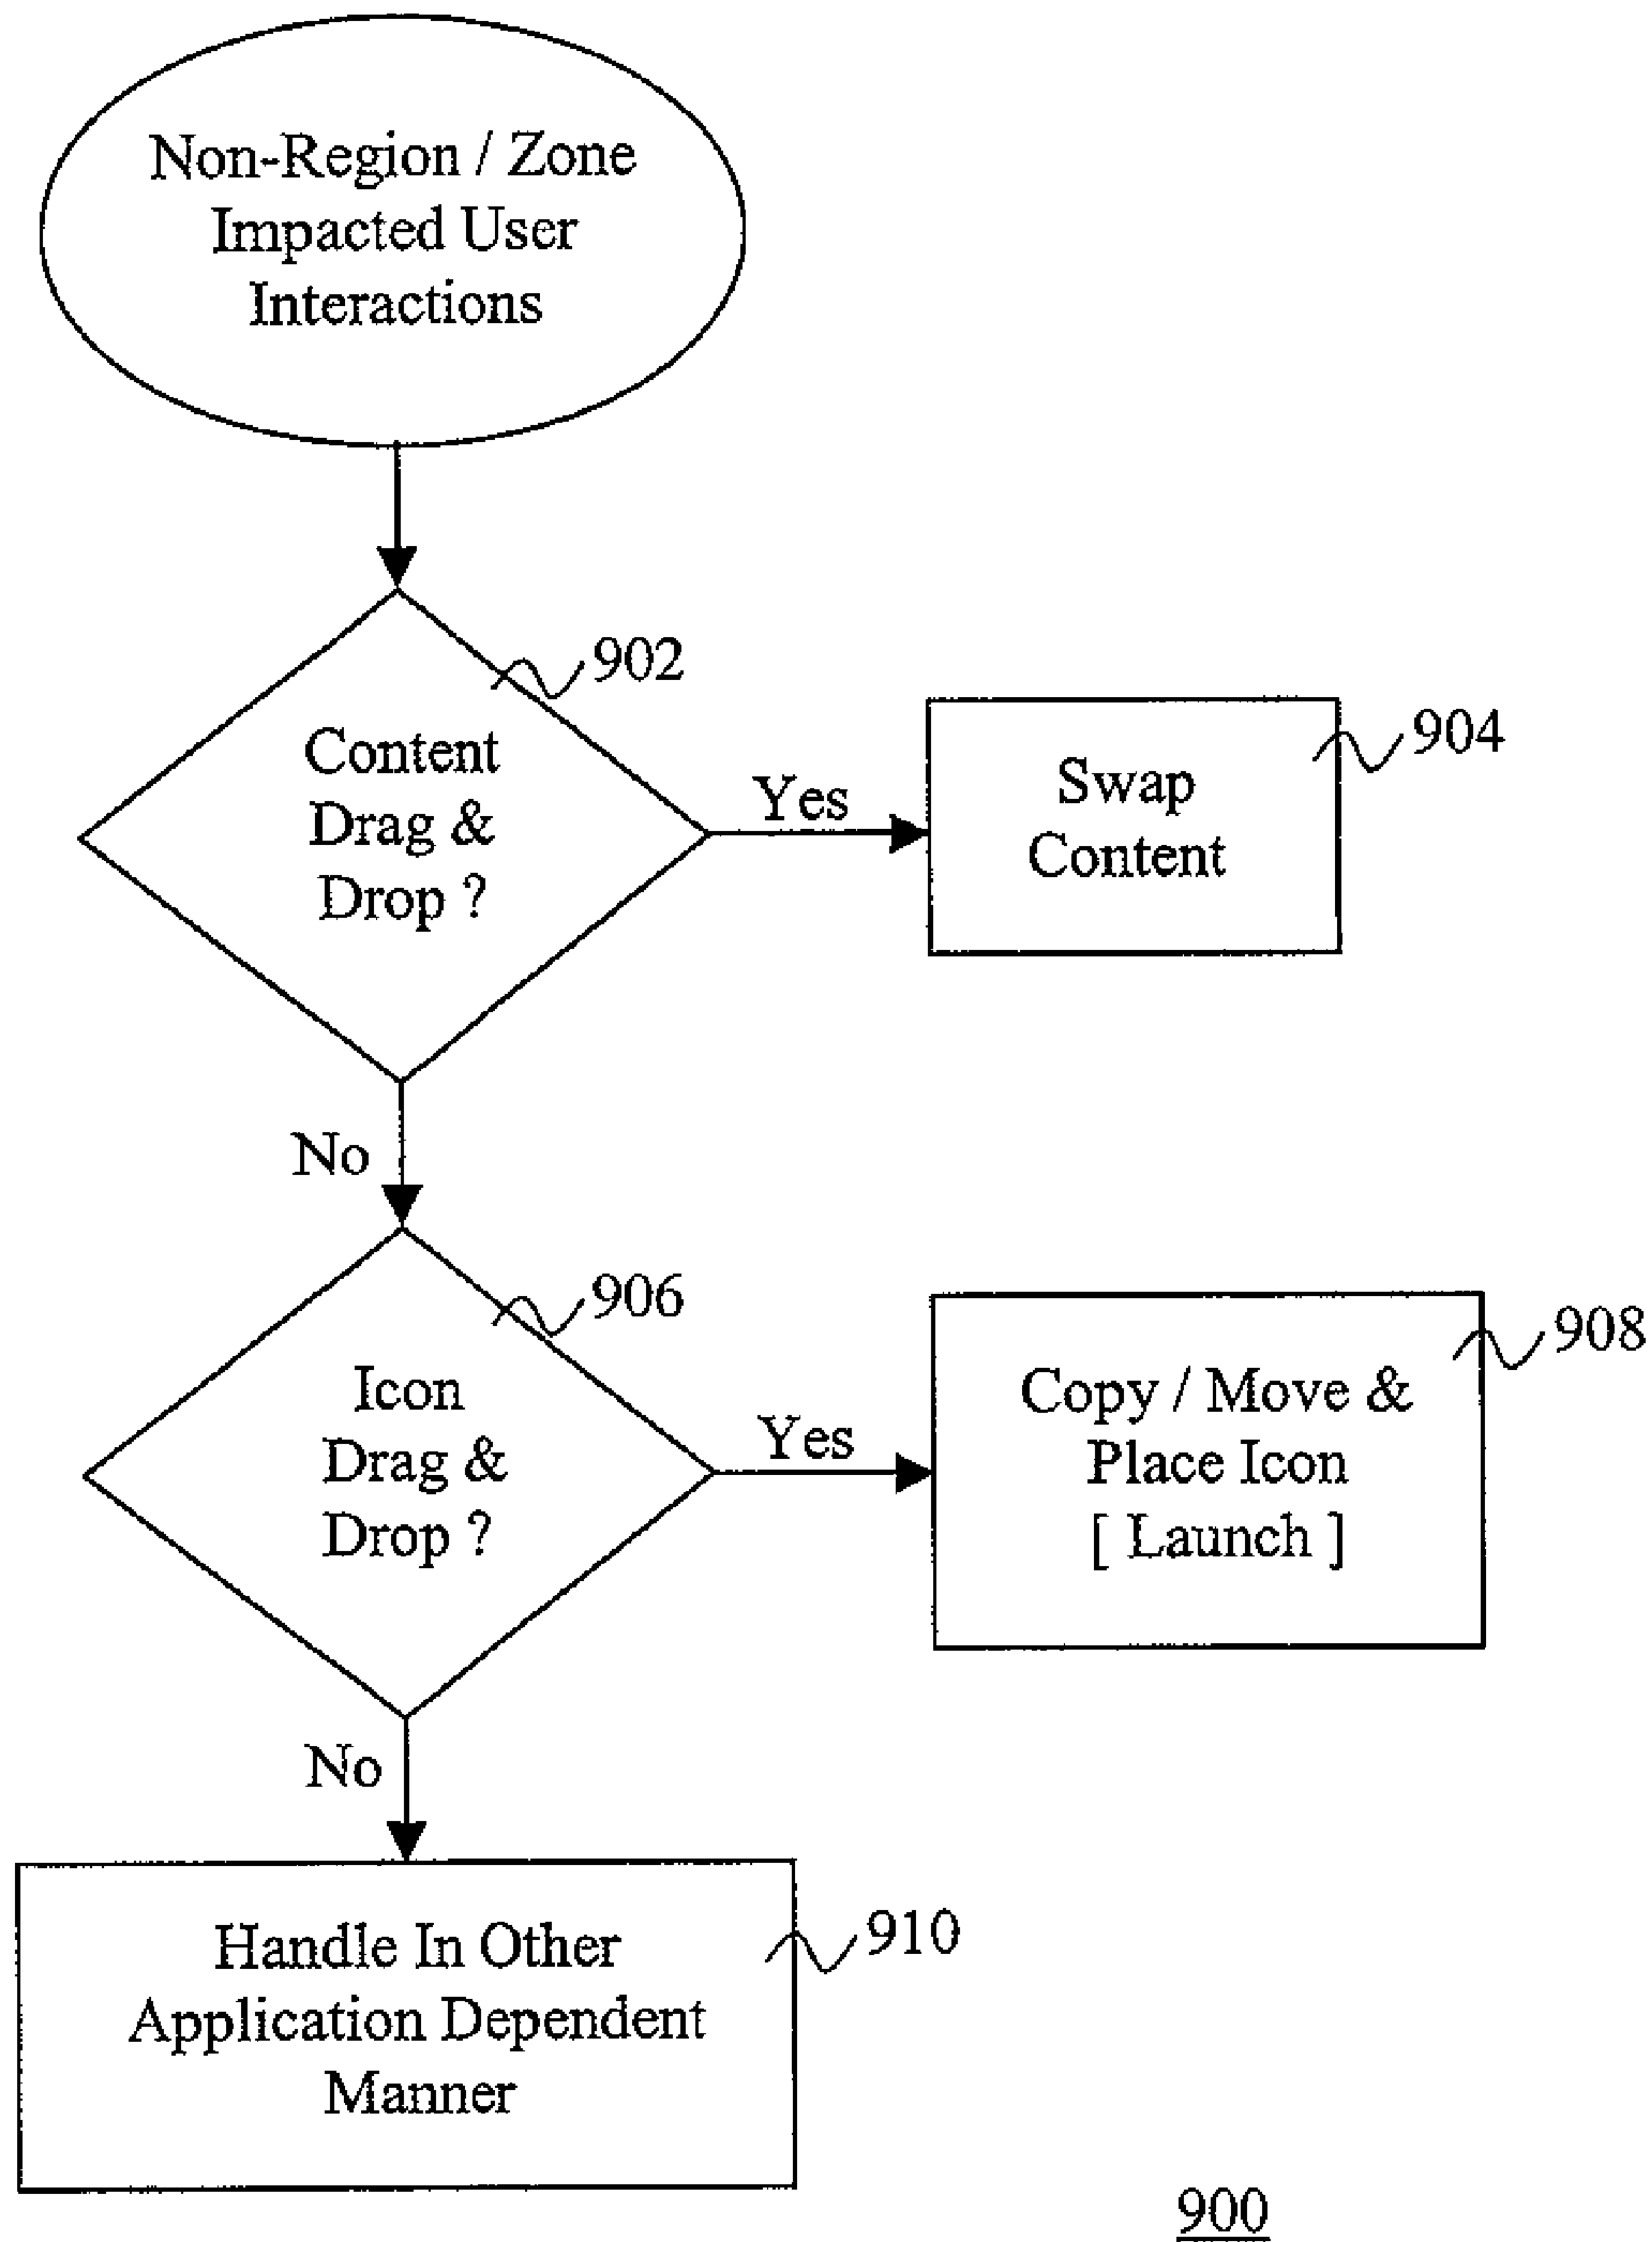 Non-Region / Zone
Impacted User
Interactions
902
Content
Drag &
Drop ?
Yes
904
Swap
Content
No
906
Icon
Drag &
Drop ?
Yes
908
Copy / Move &
Place Icon
[ Launch ]
No
910
Handle In Other
Application Dependent
Manner
900